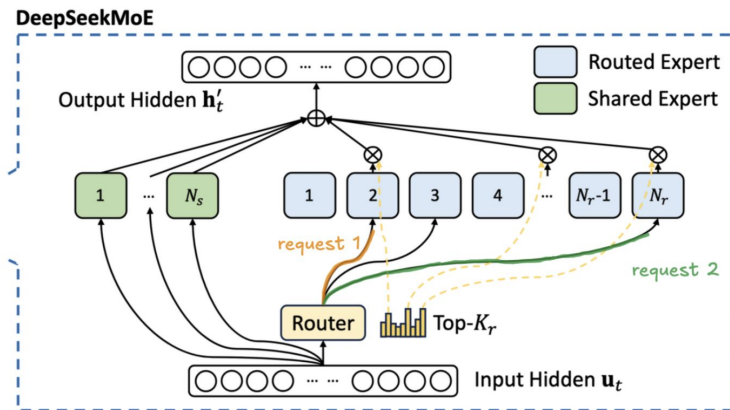 DeepSeekMoE
... ...
Routed Expert
Shared Expert
Output Hidden h′ₜ
1
...
Nₛ
1
2
3
4
...
Nᵣ-1
Nᵣ
request 1
request 2
Router
Top-Kᵣ
... ...
Input Hidden uₜ